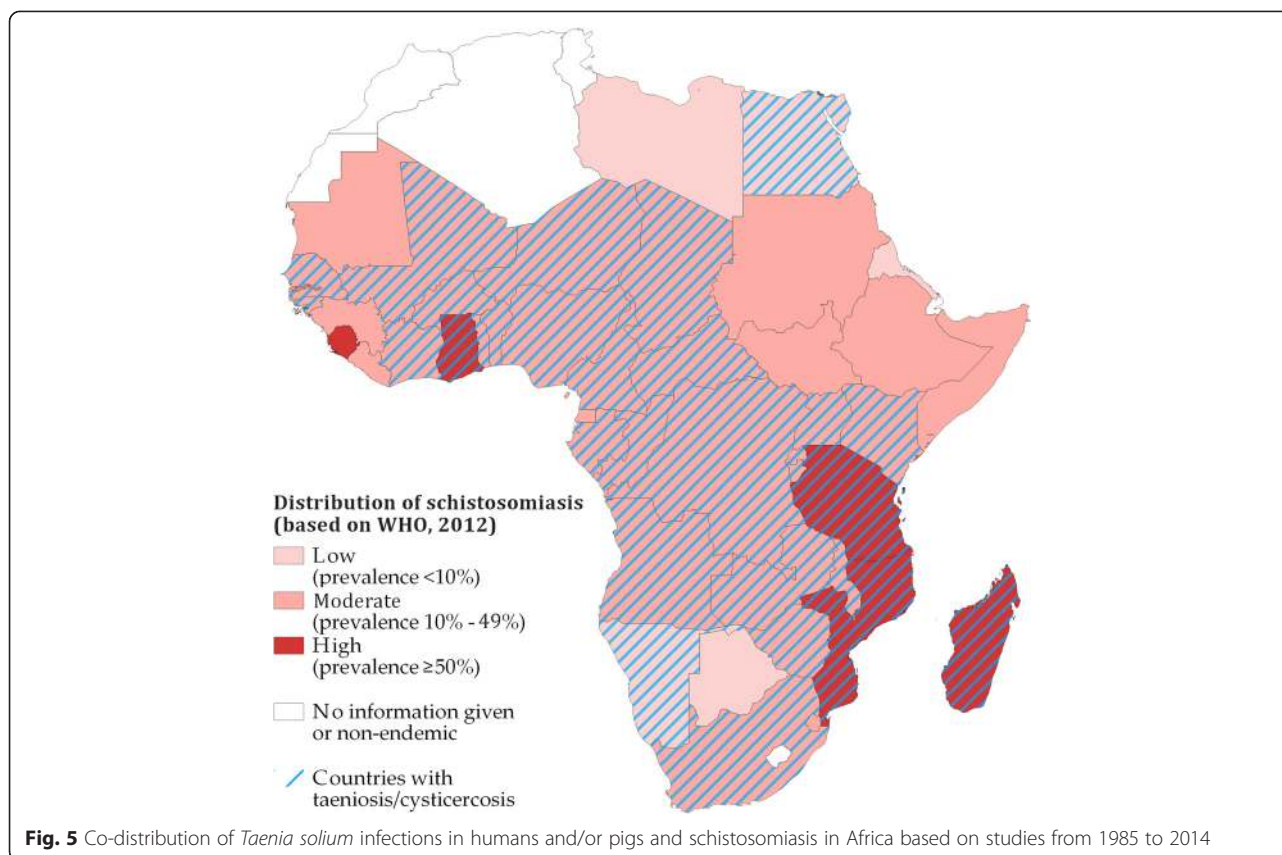 Distribution of schistosomiasis
(based on WHO, 2012)
Low
(prevalence <10%)
Moderate
(prevalence 10% - 49%)
High
(prevalence ≥50%)
No information given
or non-endemic
Countries with
taeniosis/cysticercosis
Fig. 5 Co-distribution of Taenia solium infections in humans and/or pigs and schistosomiasis in Africa based on studies from 1985 to 2014